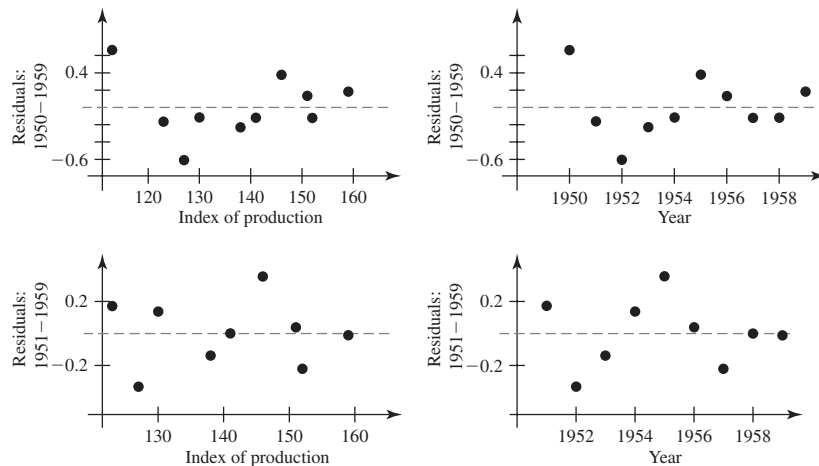 Residuals:
1950–1959
0.4
−0.6
120 130 140 150 160
Index of production
Residuals:
1950–1959
0.4
−0.6
1950 1952 1954 1956 1958
Year
Residuals:
1951–1959
0.2
−0.2
130 140 150 160
Index of production
Residuals:
1951–1959
0.2
−0.2
1952 1954 1956 1958
Year